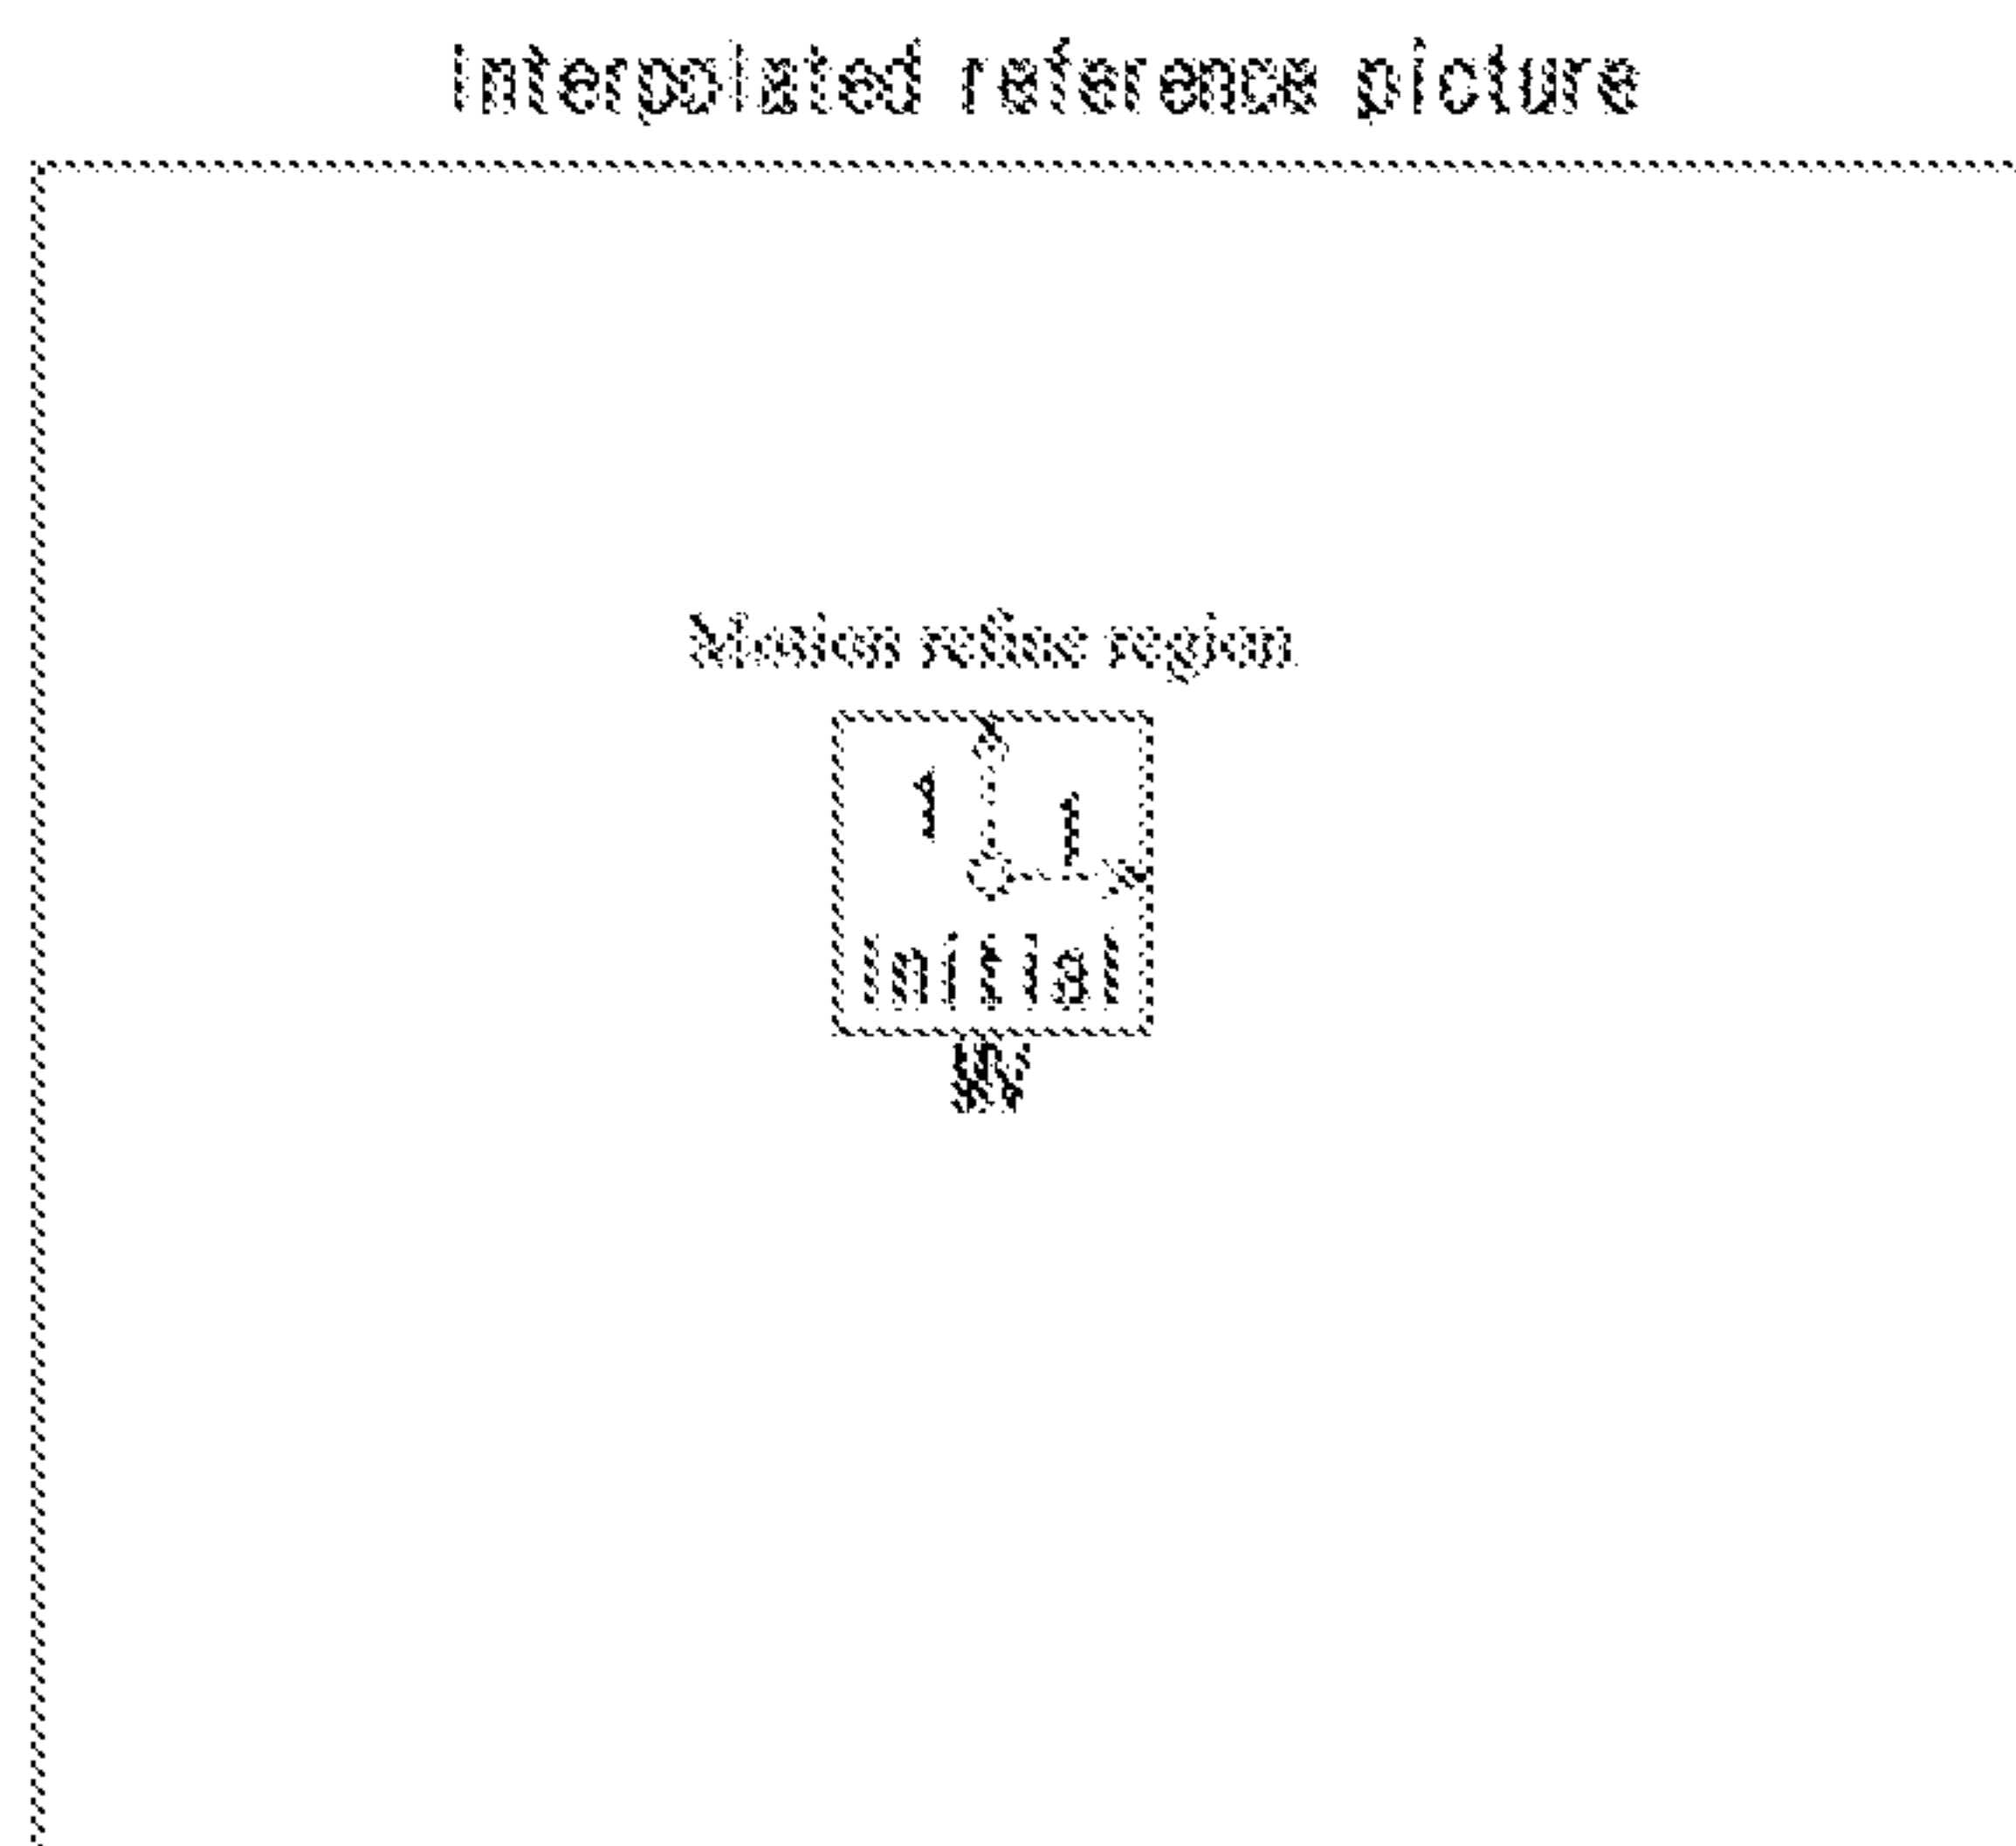 Interpolated reference picture
Motion refine region
1
1
Initial
MV